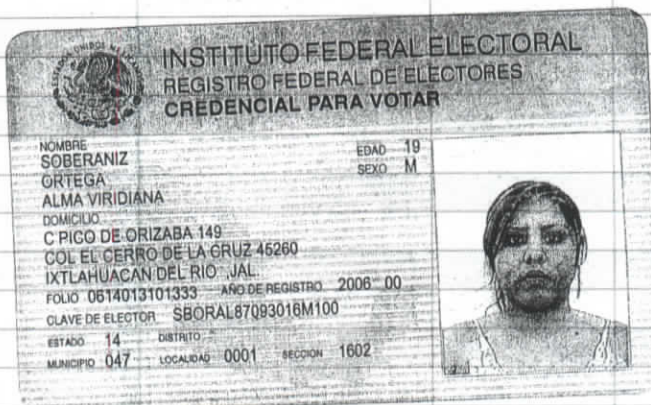 INSTITUTO FEDERAL ELECTORAL
REGISTRO FEDERAL DE ELECTORES
CREDENCIAL PARA VOTAR
NOMBRE
SOBERANIZ
ORTEGA
ALMA VIRIDIANA
EDAD 19
SEXO M
DOMICILIO
C PICO DE ORIZABA 149
COL EL CERRO DE LA CRUZ 45260
IXTLAHUACAN DEL RIO ,JAL.
FOLIO 0614013101333 AÑO DE REGISTRO 2006 00
CLAVE DE ELECTOR SBORAL87093016M100
ESTADO 14 DISTRITO
MUNICIPIO 047 LOCALIDAD 0001 SECCION 1602